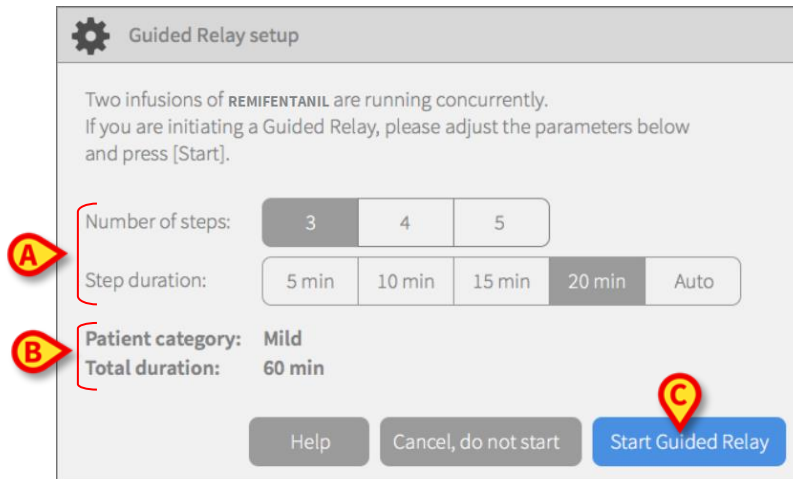 Guided Relay setup
Two infusions of REMIFENTANIL are running concurrently.
If you are initiating a Guided Relay, please adjust the parameters below
and press [Start].
Number of steps: 3 4 5
A
Step duration: 5 min 10 min 15 min 20 min Auto
Patient category: Mild
B
Total duration: 60 min
C
Help Cancel, do not start Start Guided Relay